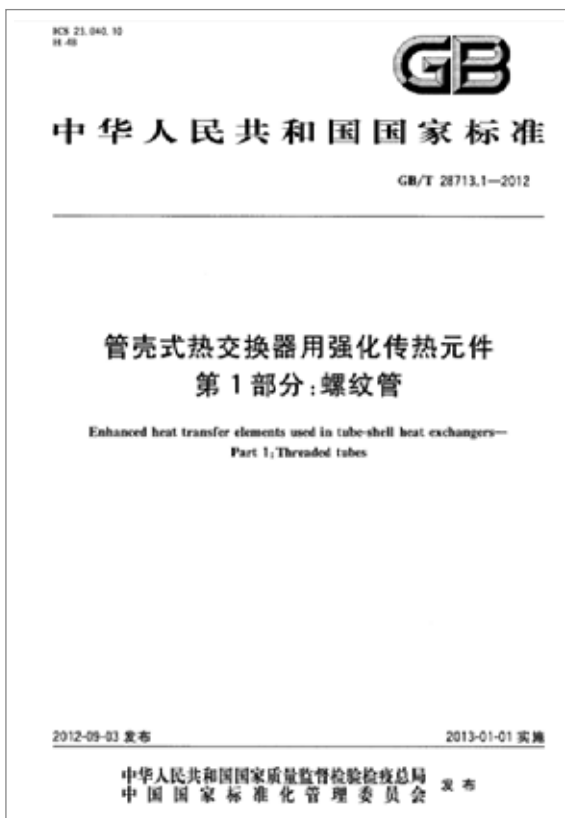 ICS 23.040.10
H 48
GB
中华人民共和国国家标准
GB/T 28713.1—2012
管壳式热交换器用强化传热元件
第 1 部分:螺纹管
Enhanced heat transfer elements used in tube-shell heat exchangers—
Part 1:Threaded tubes
2012-09-03 发布
2013-01-01 实施
中华人民共和国国家质量监督检验检疫总局
中国国家标准化管理委员会
发布